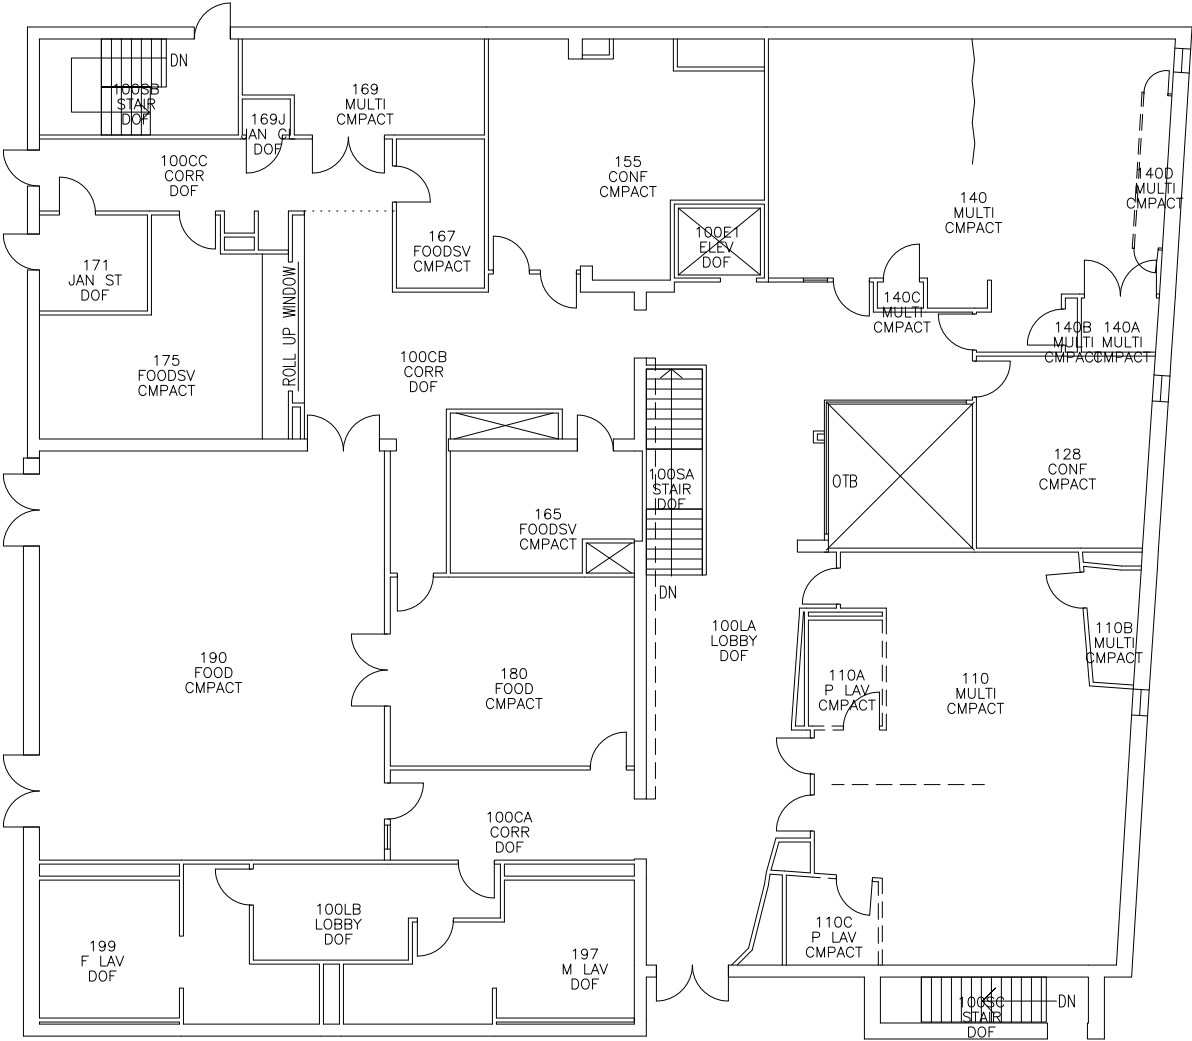 DN
100SB
STAIR
DOF
169
MULTI
CMPACT
169J
JAN CL
DOF
100CC
CORR
DOF
155
CONF
CMPACT
140D
MULTI
CMPACT
140
MULTI
CMPACT
167
FOODSV
CMPACT
100E1
ELEV
DOF
171
JAN ST
DOF
140C
MULTI
CMPACT
ROLL UP WINDOW
140B
MULTI
CMPACT
140A
MULTI
CMPACT
100CB
CORR
DOF
175
FOODSV
CMPACT
128
CONF
CMPACT
100SA
STAIR
DOF
OTB
165
FOODSV
CMPACT
DN
100LA
LOBBY
DOF
110B
MULTI
CMPACT
190
FOOD
CMPACT
180
FOOD
CMPACT
110A
P LAV
CMPACT
110
MULTI
CMPACT
100CA
CORR
DOF
100LB
LOBBY
DOF
110C
P LAV
CMPACT
199
F LAV
DOF
197
M LAV
DOF
100SC
STAIR
DOF
DN